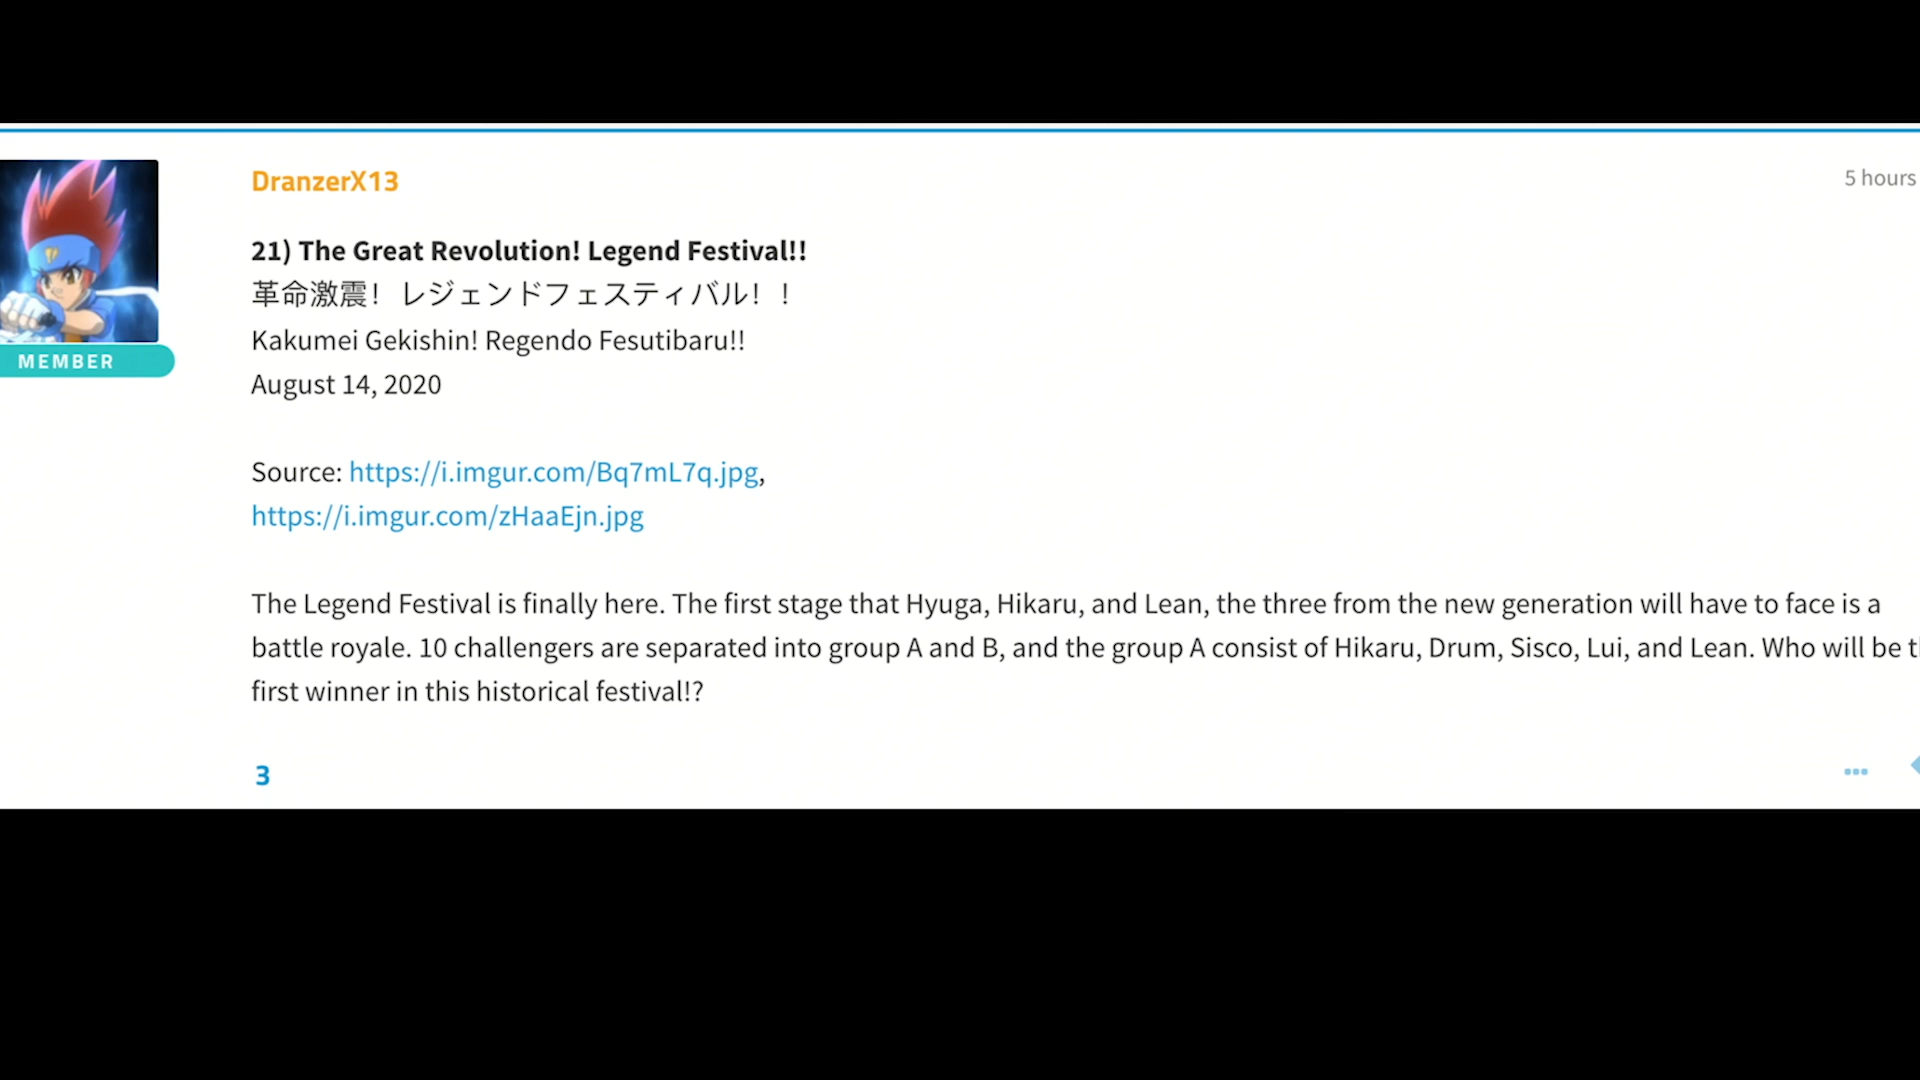 DranzerX13
5 hours
21) The Great Revolution! Legend Festival!!
革命激震！レジェンドフェスティバル！！
Kakumei Gekishin! Regendo Fesutibaru!!
MEMBER
August 14, 2020
Source: https://i.imgur.com/Bq7mL7q.jpg,
https://i.imgur.com/zHaaEjn.jpg
The Legend Festival is finally here. The first stage that Hyuga, Hikaru, and Lean, the three from the new generation will have to face is a
battle royale. 10 challengers are separated into group A and B, and the group A consist of Hikaru, Drum, Sisco, Lui, and Lean. Who will be
first winner in this historical festival!?
3